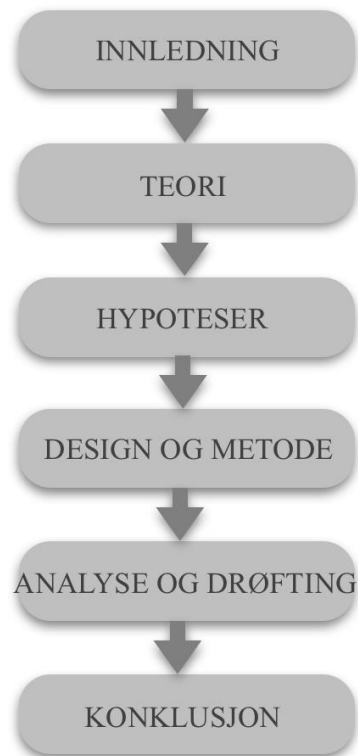 INNLEDNING
TEORI
HYPOTESER
DESIGN OG METODE
ANALYSE OG DRØFTING
KONKLUSJON